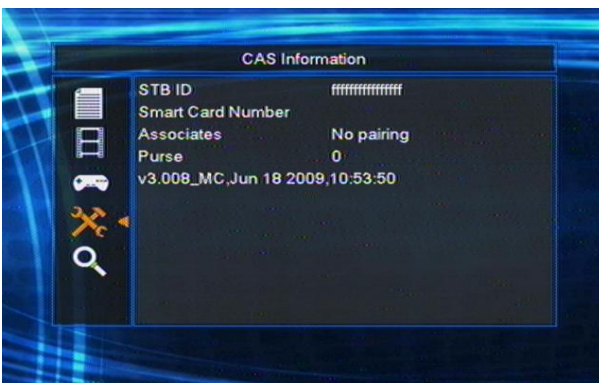 CAS Information
STB ID ffffffffffffffff
Smart Card Number
Associates No pairing
Purse 0
v3.008_MC,Jun 18 2009,10:53:50